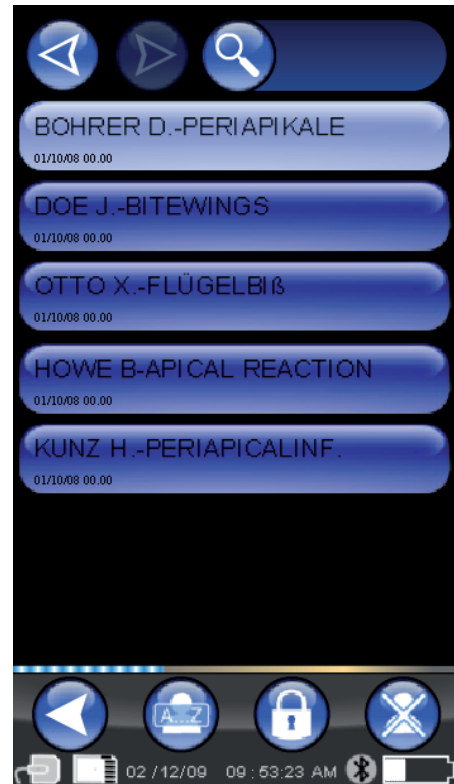 BOHRER D.-PERIAPIKALE
01/10/08 00.00
DOE J.-BITEWINGS
01/10/08 00.00
OTTO X.-FLÜGELBIß
01/10/08 00.00
HOWE B-APICAL REACTION
01/10/08 00.00
KUNZ H.-PERIAPICALINF.
01/10/08 00.00
A...Z
02 /12/09 09 : 53:23 AM